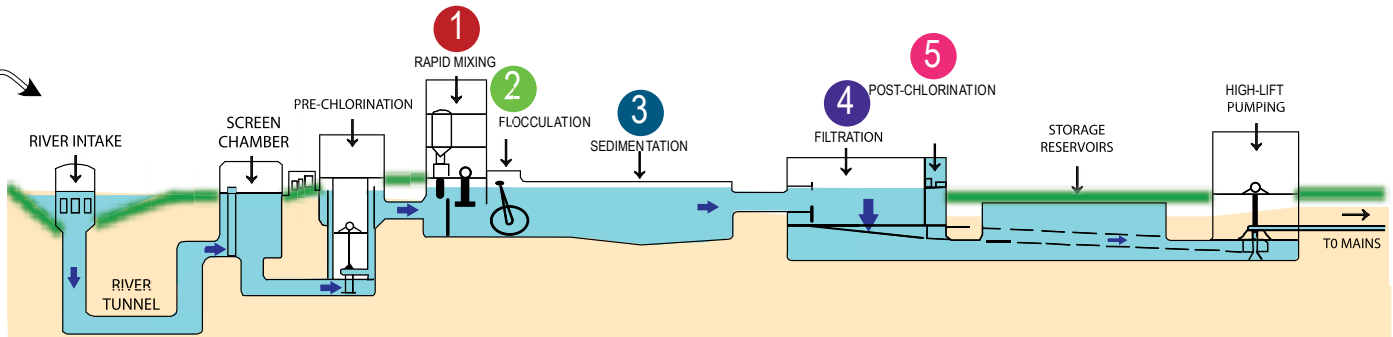 1
RAPID MIXING
2
FLOCCULATION
3
SEDIMENTATION
4
FILTRATION
5
POST-CHLORINATION
PRE-CHLORINATION
RIVER INTAKE
SCREEN
CHAMBER
STORAGE
RESERVOIRS
HIGH-LIFT
PUMPING
RIVER
TUNNEL
TO MAINS